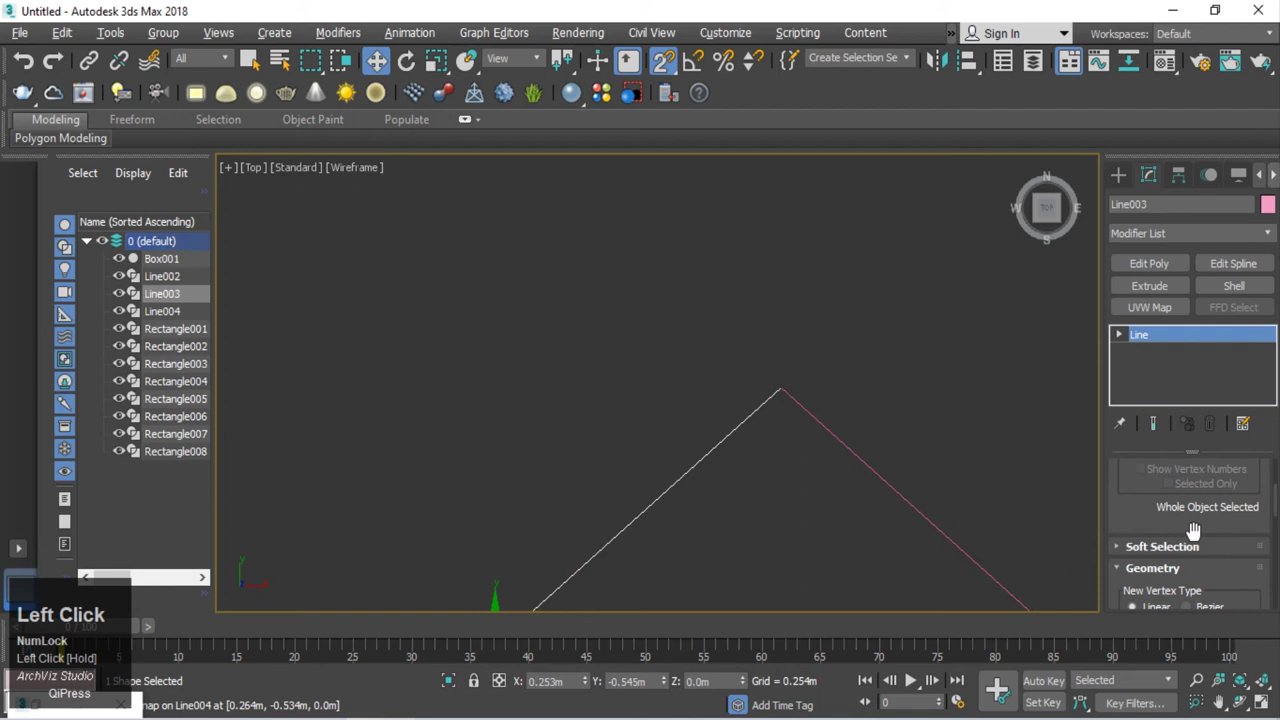 Untitled - Autodesk 3ds Max 2018
File Edit Tools Group Views Create Modifiers Animation Graph Editors Rendering Civil View Customize Scripting Content » Sign In Workspaces: Default
All View Create Selection Se
Modeling Freeform Selection Object Paint Populate
Polygon Modeling
Select Display Edit
Name (Sorted Ascending)
0 (default)
Box001
Line002
Line003
Line004
Rectangle001
Rectangle002
Rectangle003
Rectangle004
Rectangle005
Rectangle006
Rectangle007
Rectangle008
[+] [Top] [Standard] [Wireframe]
N
W TOP E
S
y
y
Line003
Modifier List
Edit Poly Edit Spline
Extrude Shell
UVW Map FFD Select
Line
Show Vertex Numbers
Selected Only
Whole Object Selected
Soft Selection
Geometry
New Vertex Type
Linear Bezier
Left Click
NumLock
Left Click [Hold]
ArchViz Studio
QiPress
0 / 100
5 10 15 20 25 30 35 40 45 50 55 60 65 70 75 80 85 90 95 100
1 Shape Selected X: 0.253m Y: -0.545m Z: 0.0m Grid = 0.254m Auto Key Selected
nap on Line004 at [0.264m, -0.534m, 0.0m] Add Time Tag 0 Set Key Key Filters...